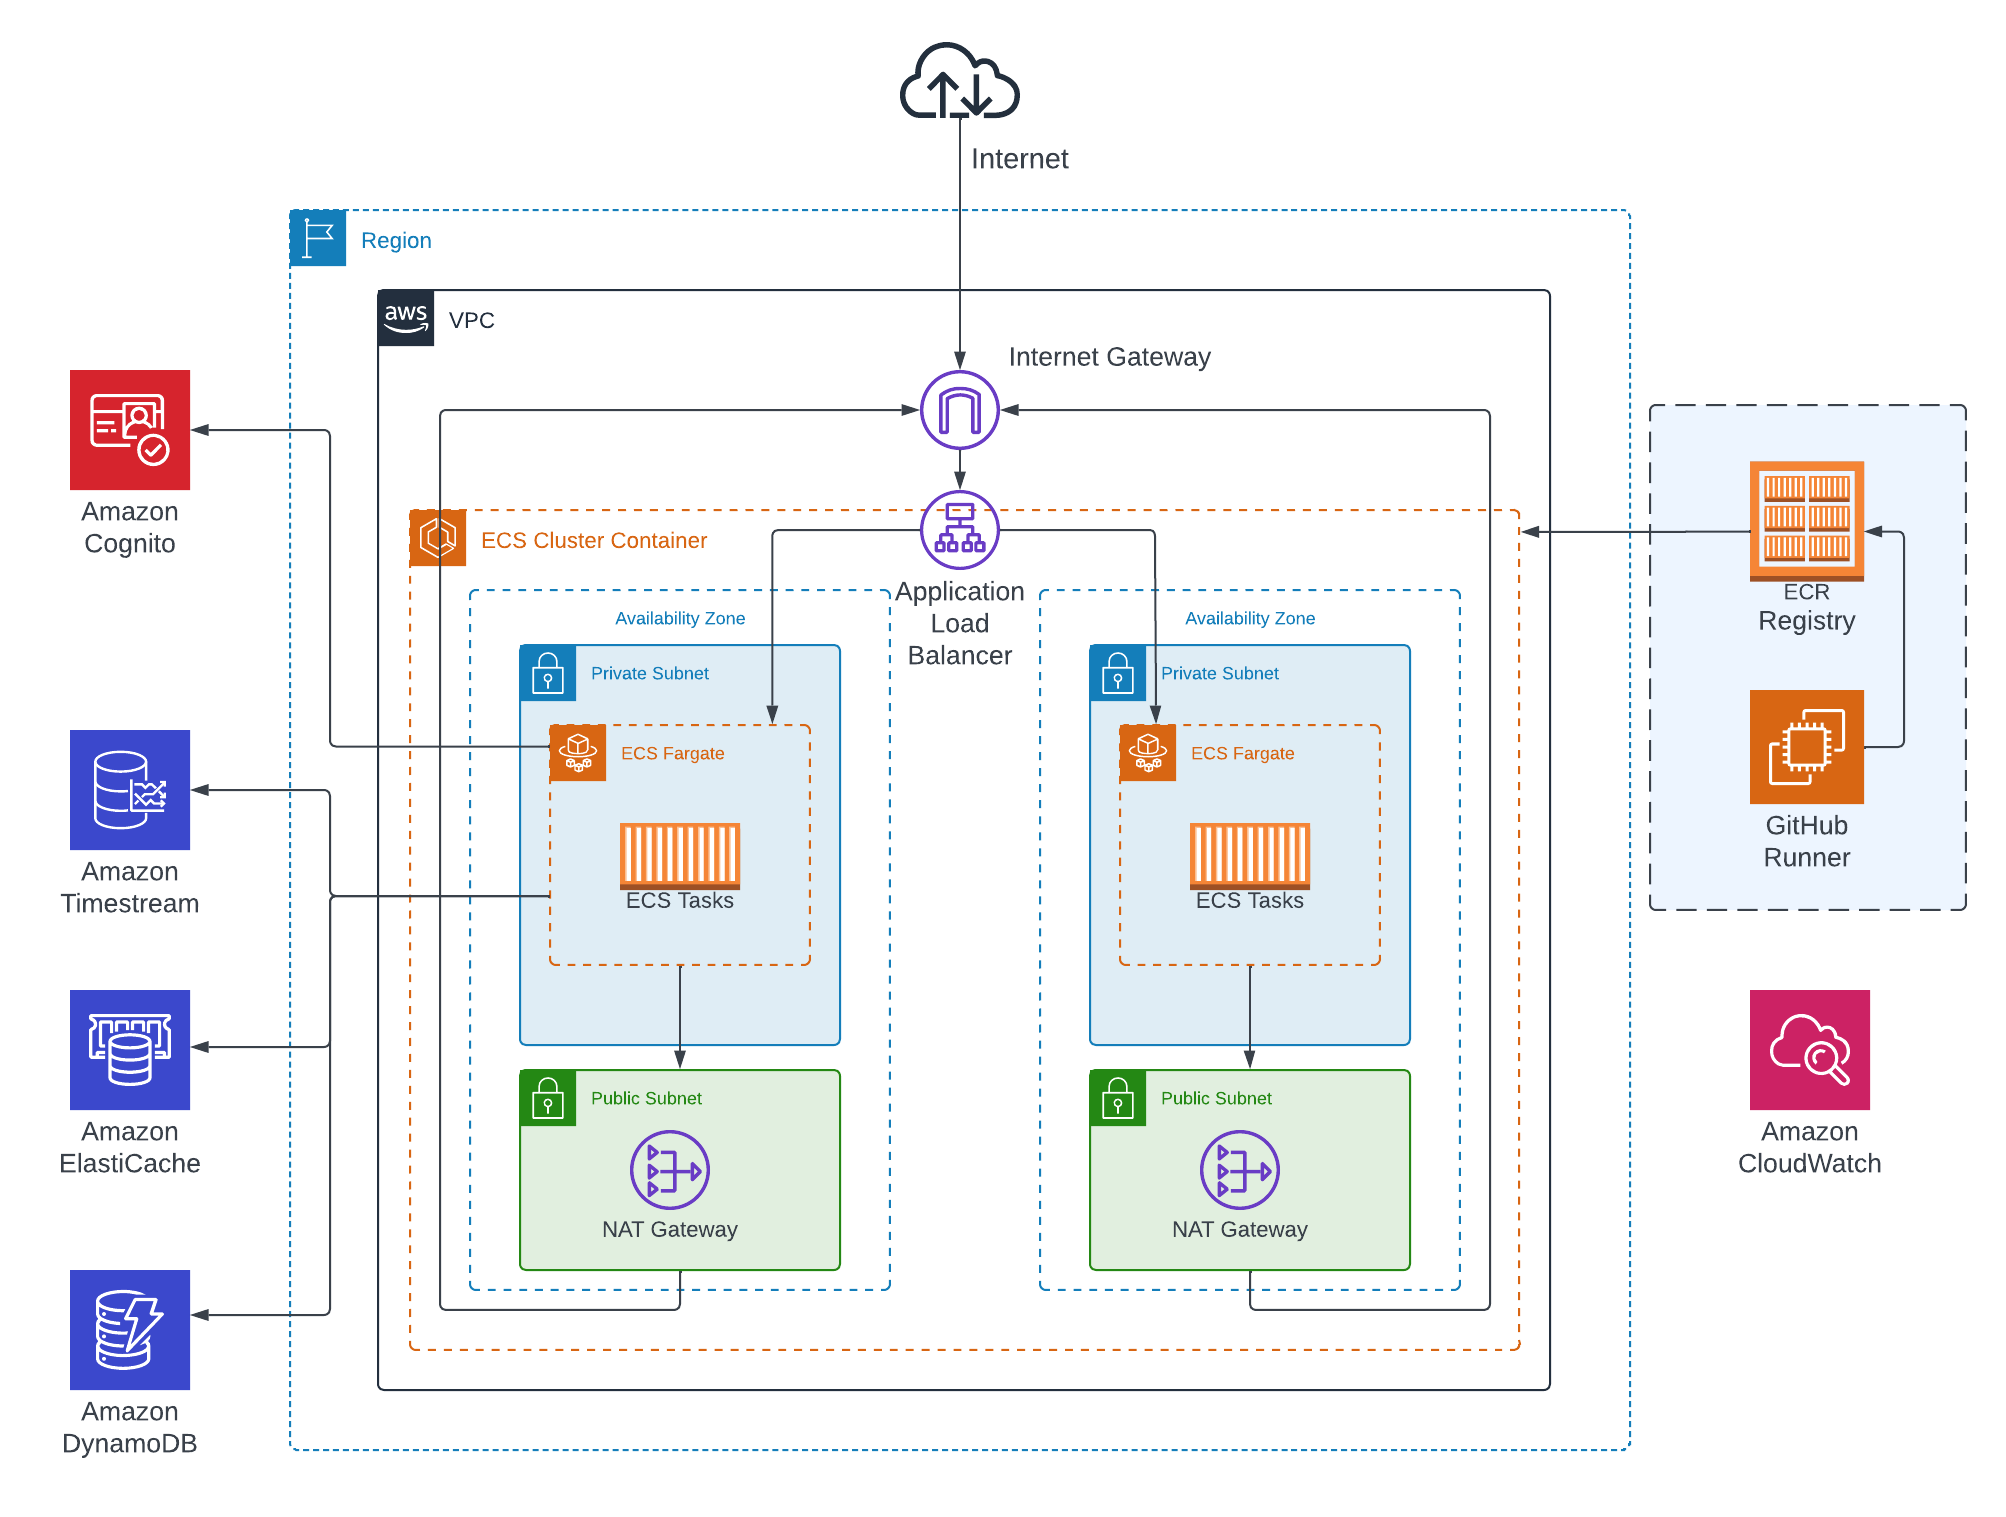 Internet
Region
aws
VPC
Internet Gateway
Amazon
Cognito
ECS Cluster Container
Application
Load
Balancer
Availability Zone
Availability Zone
Private Subnet
Private Subnet
ECS Fargate
ECS Fargate
ECS Tasks
ECS Tasks
Public Subnet
Public Subnet
NAT Gateway
NAT Gateway
Amazon
Timestream
Amazon
ElastiCache
Amazon
DynamoDB
ECR
Registry
GitHub
Runner
Amazon
CloudWatch